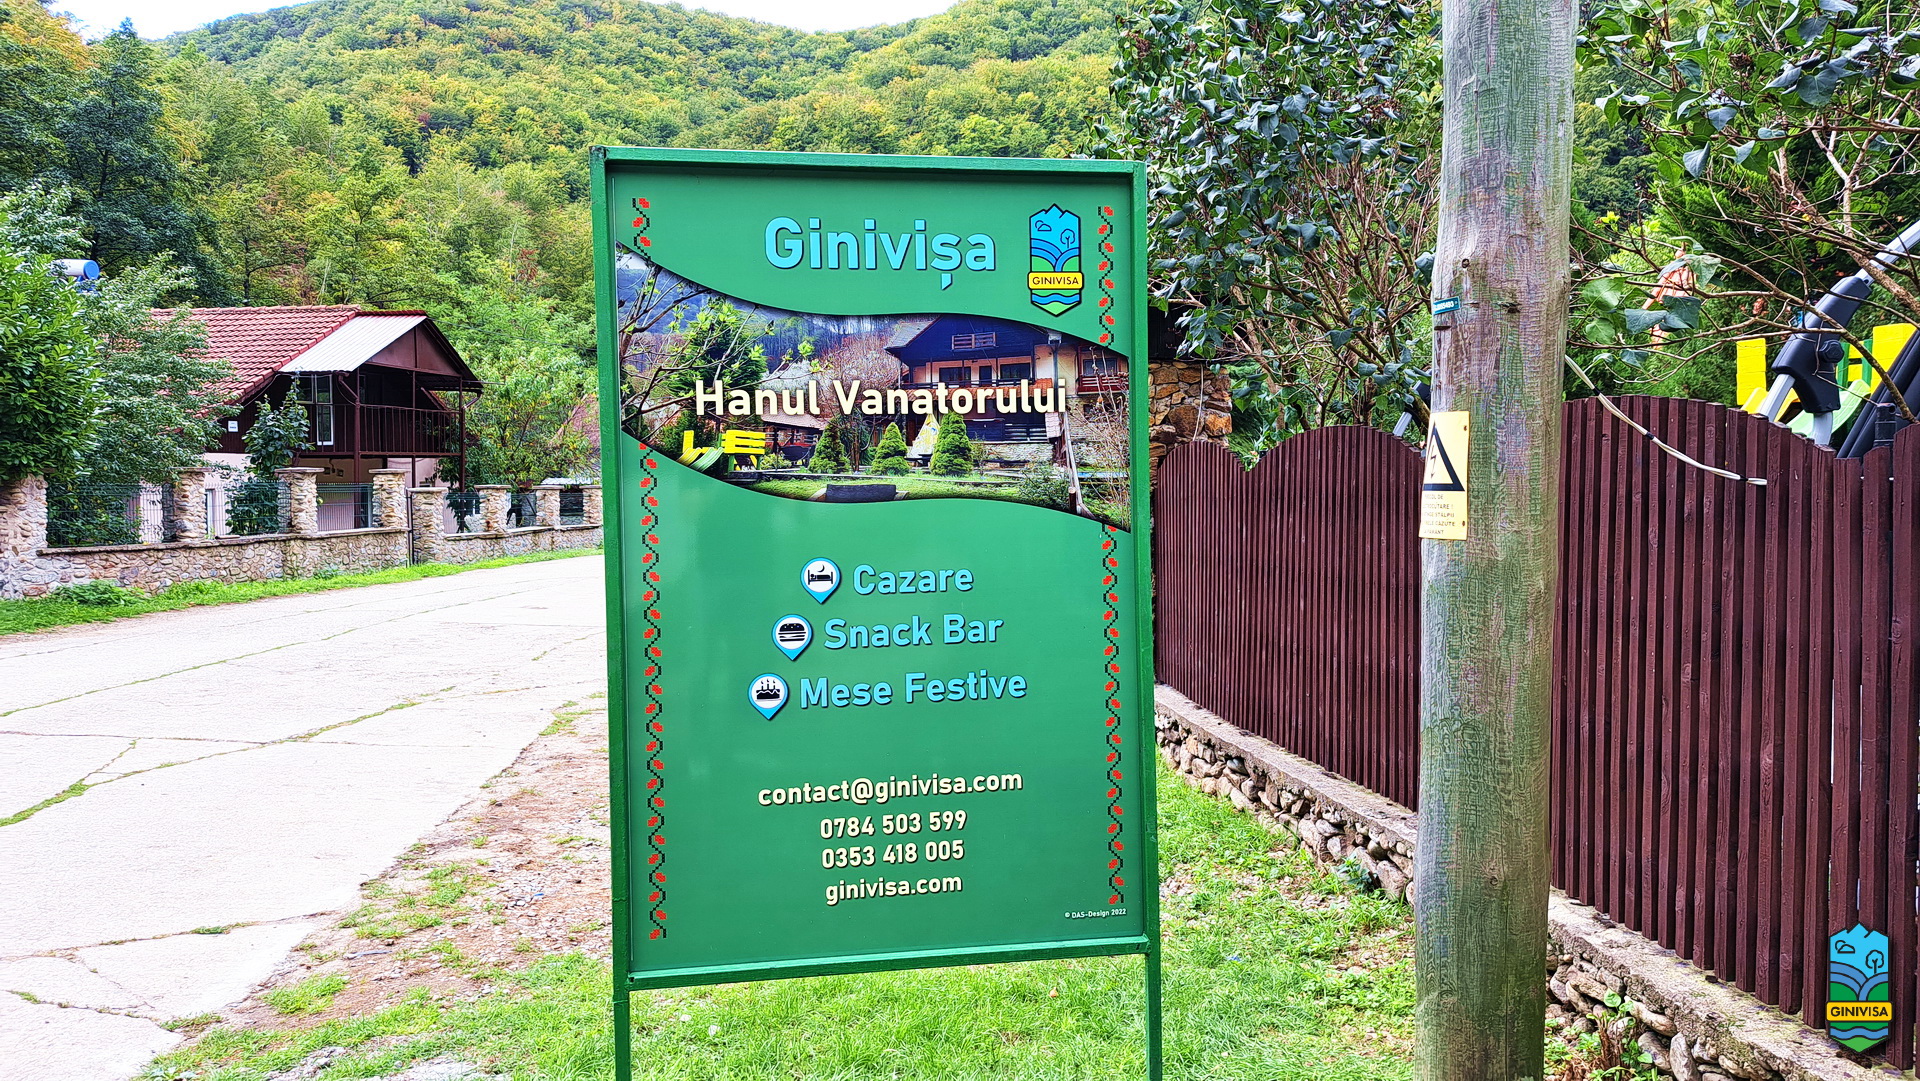 Ginivișa
GINIVISA
Hanul Vanatorului
Cazare
Snack Bar
Mese Festive
contact@ginivisa.com
0784 503 599
0353 418 005
ginivisa.com
© DAS-Design 2022
GINIVISA